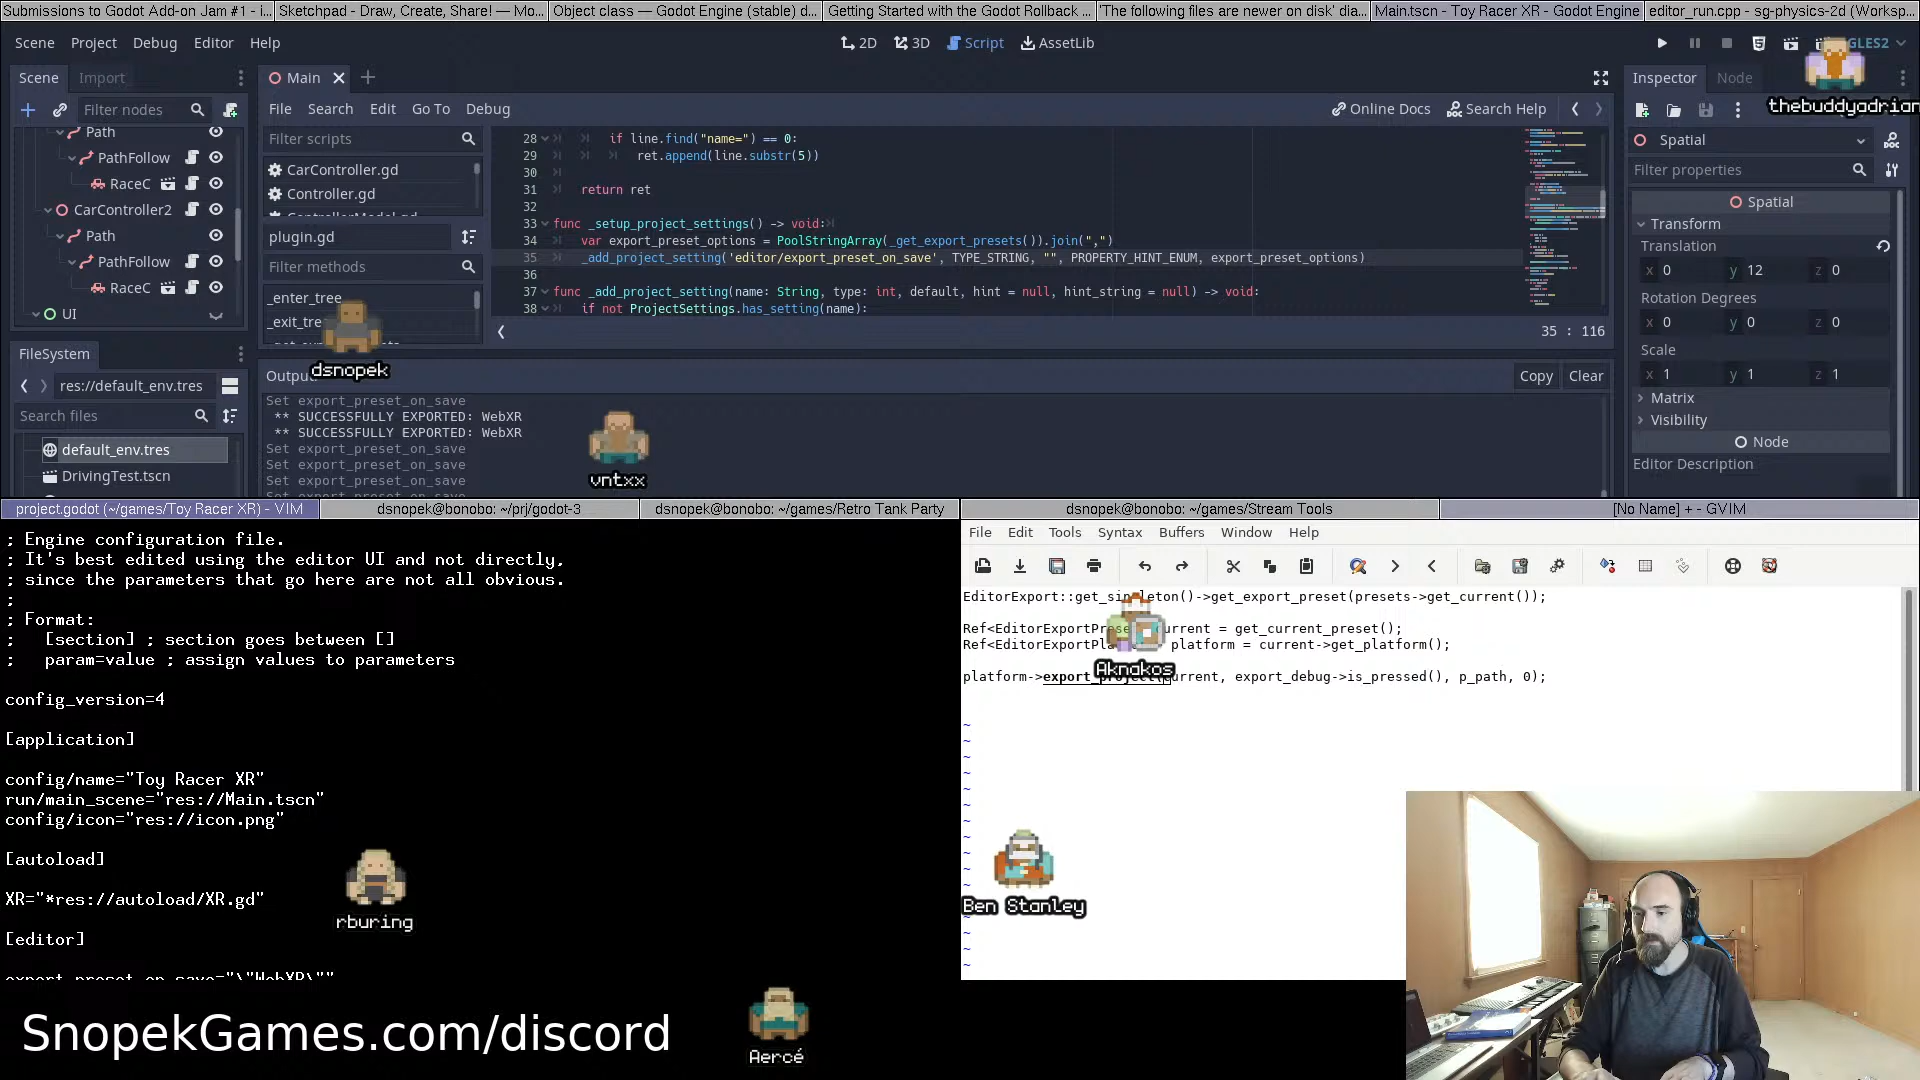 Submissions to Godot Add-on Jam #1 - i...
Sketchpad - Draw, Create, Share! — Mo...
Object class — Godot Engine (stable) d...
Getting Started with the Godot Rollback ...
'The following files are newer on disk' dia...
Main.tscn - Toy Racer XR - Godot Engine
editor_run.cpp - sg-physics-2d (Worksp...
Scene Project Debug Editor Help
2D 3D Script AssetLib
GLES2
Scene Import
Main
Inspector Node
Filter nodes
File Search Edit Go To Debug
Online Docs Search Help
thebuddyadrian
Path
PathFollow
RaceC
CarController2
Path
PathFollow
RaceC
UI
Filter scripts
CarController.gd
Controller.gd
plugin.gd
Filter methods
_enter_tree
28 if line.find("name=") == 0:
29 ret.append(line.substr(5))
30
31 return ret
32
33 func _setup_project_settings() -> void:
34 var export_preset_options = PoolStringArray(_get_export_presets()).join(",")
35 _add_project_setting('editor/export_preset_on_save', TYPE_STRING, "", PROPERTY_HINT_ENUM, export_preset_options)
36
37 func _add_project_setting(name: String, type: int, default, hint = null, hint_string = null) -> void:
38 if not ProjectSettings.has_setting(name):
35 : 116
Spatial
Filter properties
Spatial
Transform
Translation
x 0 y 12 z 0
Rotation Degrees
x 0 y 0 z 0
Scale
x 1 y 1 z 1
Matrix
Visibility
Node
Editor Description
FileSystem
res://default_env.tres
Search files
default_env.tres
DrivingTest.tscn
dsnopek
Output:
Copy Clear
Set export_preset_on_save
** SUCCESSFULLY EXPORTED: WebXR
** SUCCESSFULLY EXPORTED: WebXR
Set export_preset_on_save
Set export_preset_on_save
Set export_preset_on_save
vntxx
project.godot (~/games/Toy Racer XR) - VIM
dsnopek@bonobo: ~/prj/godot-3
dsnopek@bonobo: ~/games/Retro Tank Party
dsnopek@bonobo: ~/games/Stream Tools
[No Name] + - GVIM
; Engine configuration file.
; It's best edited using the editor UI and not directly,
; since the parameters that go here are not all obvious.
;
; Format:
; [section] ; section goes between []
; param=value ; assign values to parameters
config_version=4
[application]
config/name="Toy Racer XR"
run/main_scene="res://Main.tscn"
config/icon="res://icon.png"
[autoload]
XR="*res://autoload/XR.gd"
[editor]
export_preset_on_save="\"WebXR\""
rburing
File Edit Tools Syntax Buffers Window Help
EditorExport::get_singleton()->get_export_preset(presets->get_current());
current = get_current_preset();
platform = current->get_platform();
platform->export_project(current, export_debug->is_pressed(), p_path, 0);
Aknakos
~
~
~
~
~
~
~
~
~
~
~
~
~
Ben Stanley
SnopekGames.com/discord
Aercé